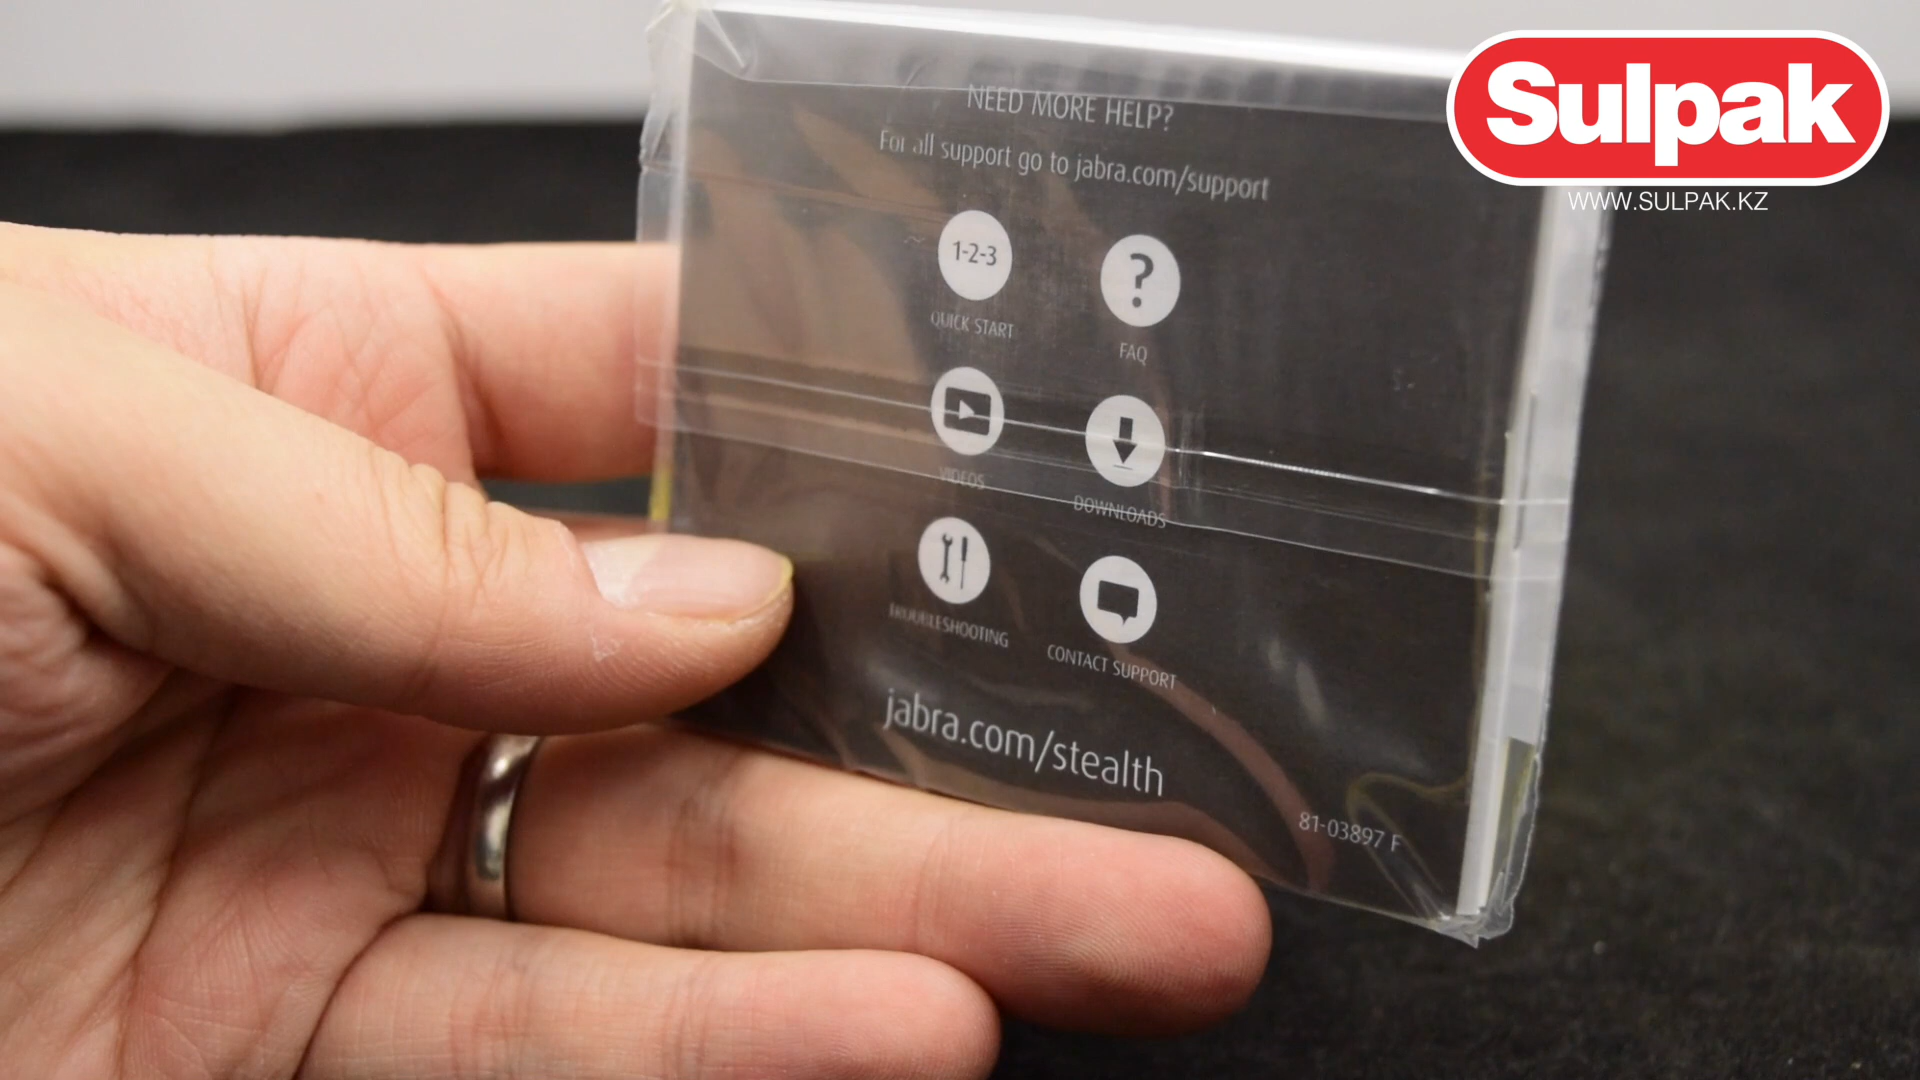 Sulpak
WWW.SULPAK.KZ
NEED MORE HELP?
For all support go to jabra.com/support
1-2-3
?
QUICK START
FAQ
VIDEOS
DOWNLOADS
TROUBLESHOOTING
CONTACT SUPPORT
jabra.com/stealth
81-03897 F